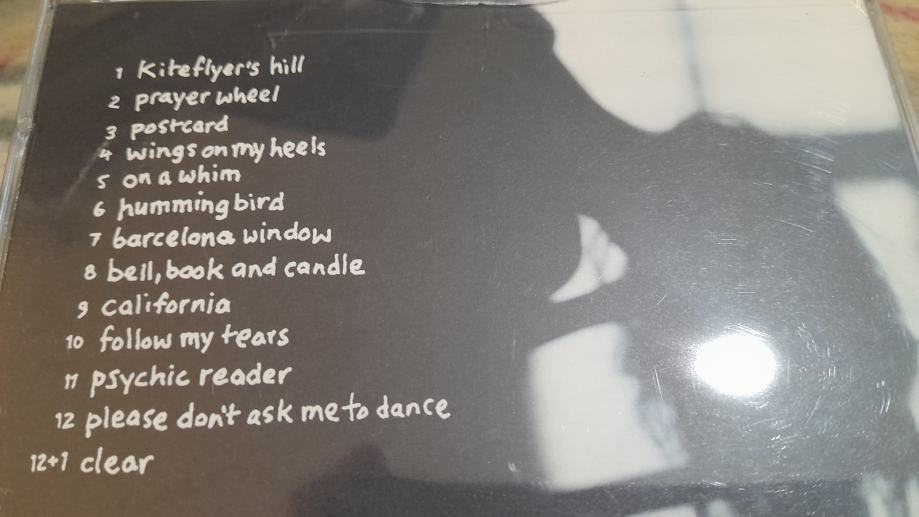 1 Kiteflyer's hill
2 prayer wheel
3 postcard
4 wings on my heels
5 on a whim
6 hummingbird
7 barcelona window
8 bell, book and candle
9 california
10 follow my tears
11 psychic reader
12 please don't ask me to dance
12+1 clear